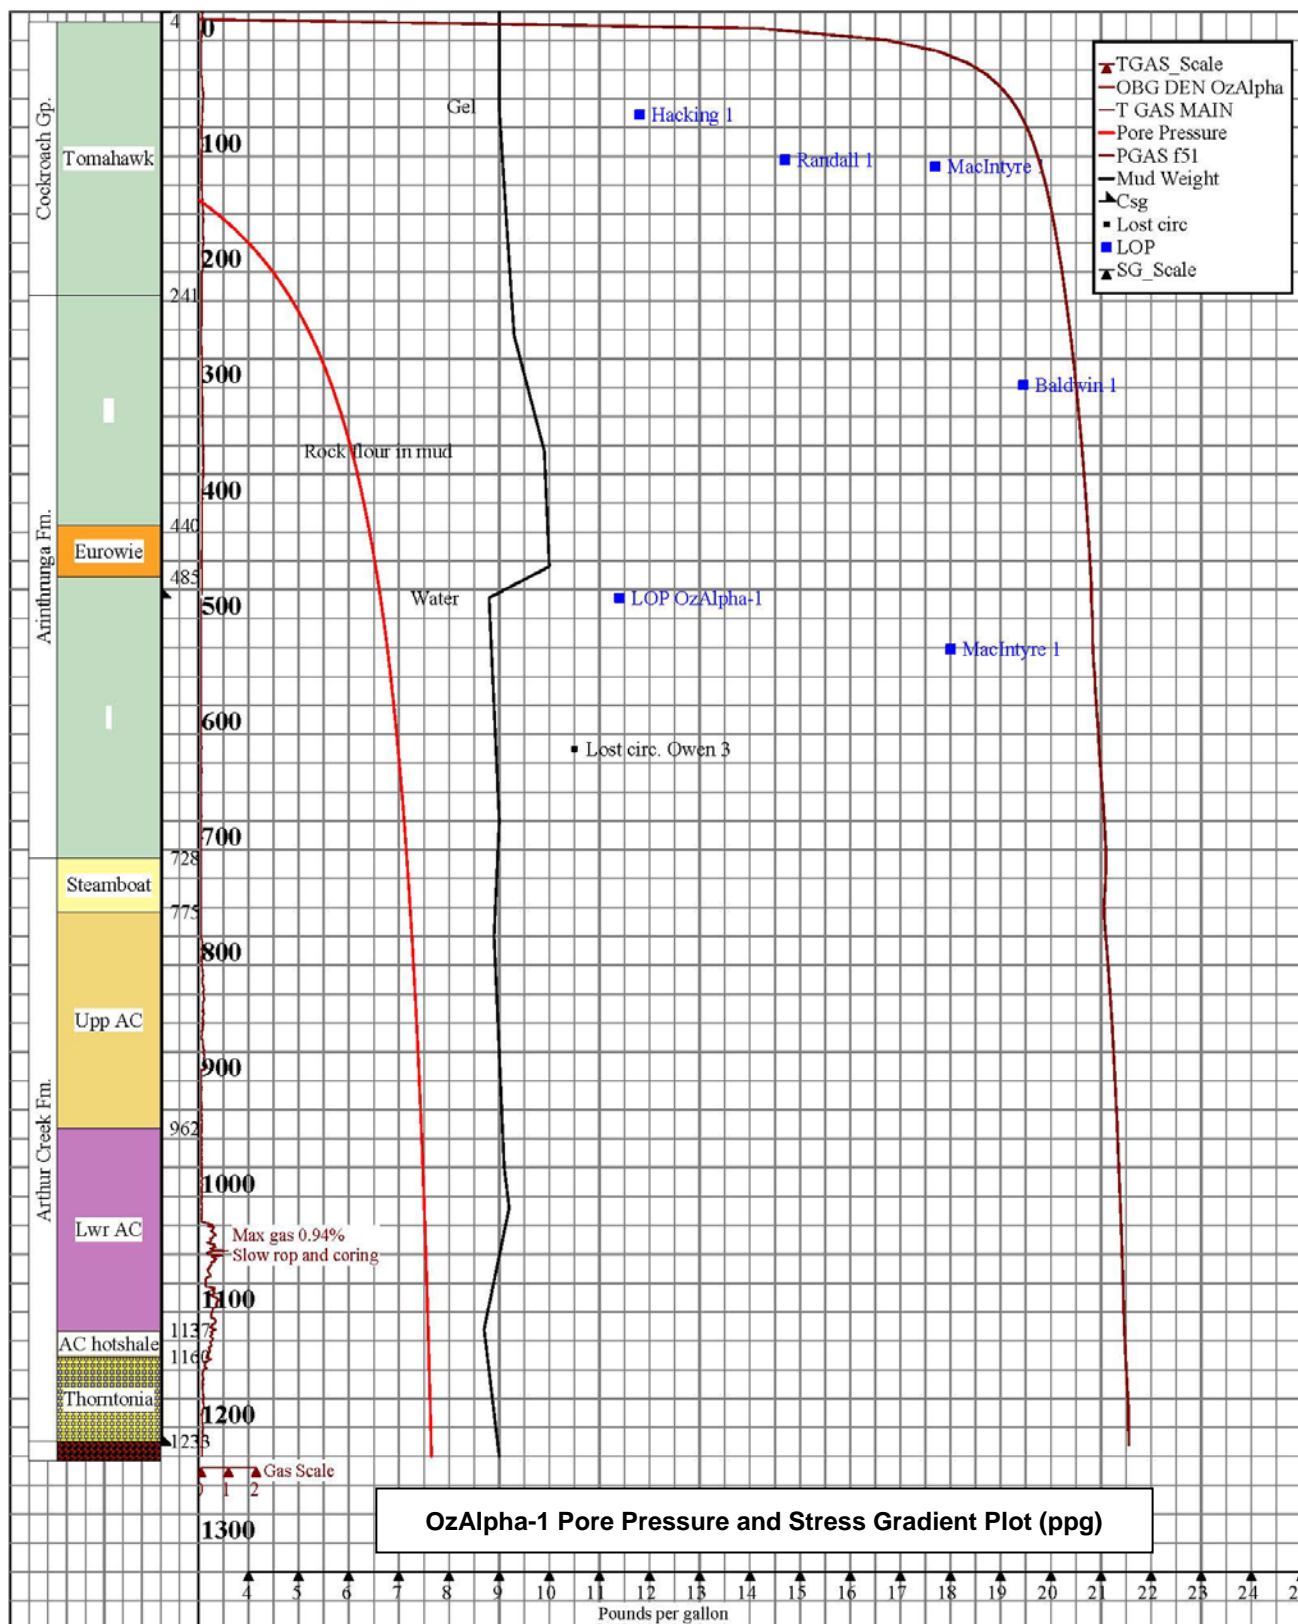 4
0
TGAS_Scale
OBG DEN OzAlpha
T GAS MAIN
Pore Pressure
PGAS f51
Mud Weight
Csg
Lost circ
LOP
SG_Scale
Cockroach Gp.
Tomahawk
Gel
Hacking 1
100
Randall 1
MacIntyre 1
200
241
300
Baldwin 1
Arinthrunga Fm.
I
Rock flour in mud
400
440
Eurowie
485
500
Water
LOP OzAlpha-1
MacIntyre 1
600
I
Lost circ. Owen 3
700
728
Steamboat
775
800
Upp AC
900
962
Arthur Creek Fm.
1000
Lwr AC
Max gas 0.94%
Slow rop and coring
1100
1137
AC hotshale
1160
Thorntonia
1200
1233
Gas Scale
0 1 2
OzAlpha-1 Pore Pressure and Stress Gradient Plot (ppg)
1300
4 5 6 7 8 9 10 11 12 13 14 15 16 17 18 19 20 21 22 23 24
Pounds per gallon